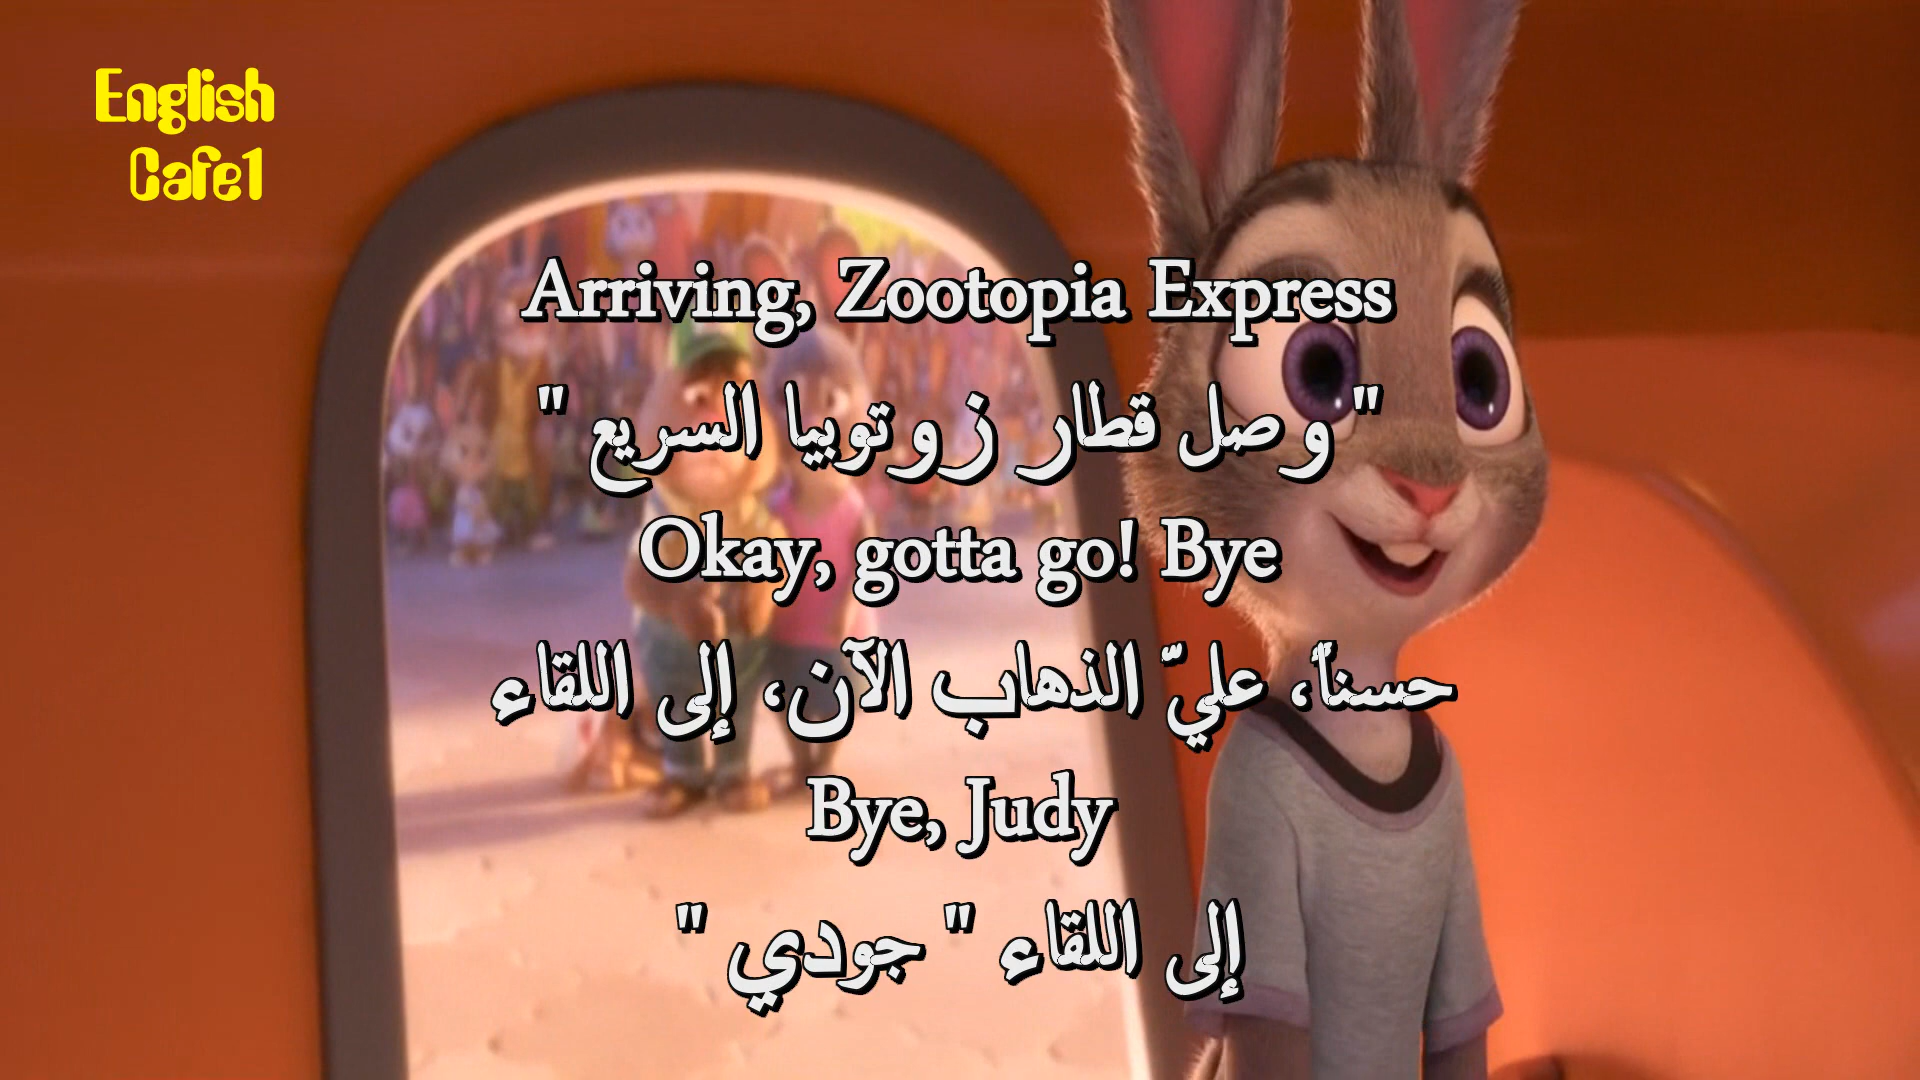 English
Cafe1
Arriving, Zootopia Express
" وصل قطار زوتوبيا السريع "
Okay, gotta go! Bye
حسناً، عليّ الذهاب الآن، إلى اللقاء
Bye, Judy
إلى اللقاء " جودي "